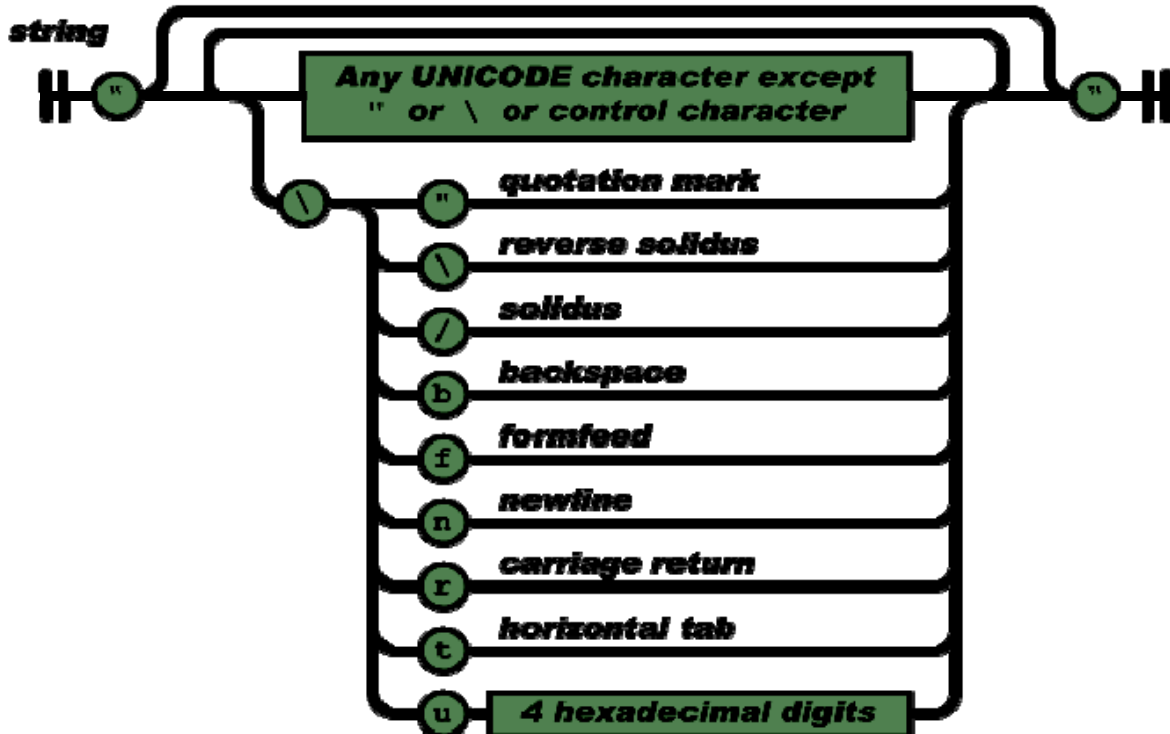 string
"
Any UNICODE character except
" or \ or control character
"
\
" quotation mark
\ reverse solidus
/ solidus
b backspace
f formfeed
n newline
r carriage return
t horizontal tab
u 4 hexadecimal digits